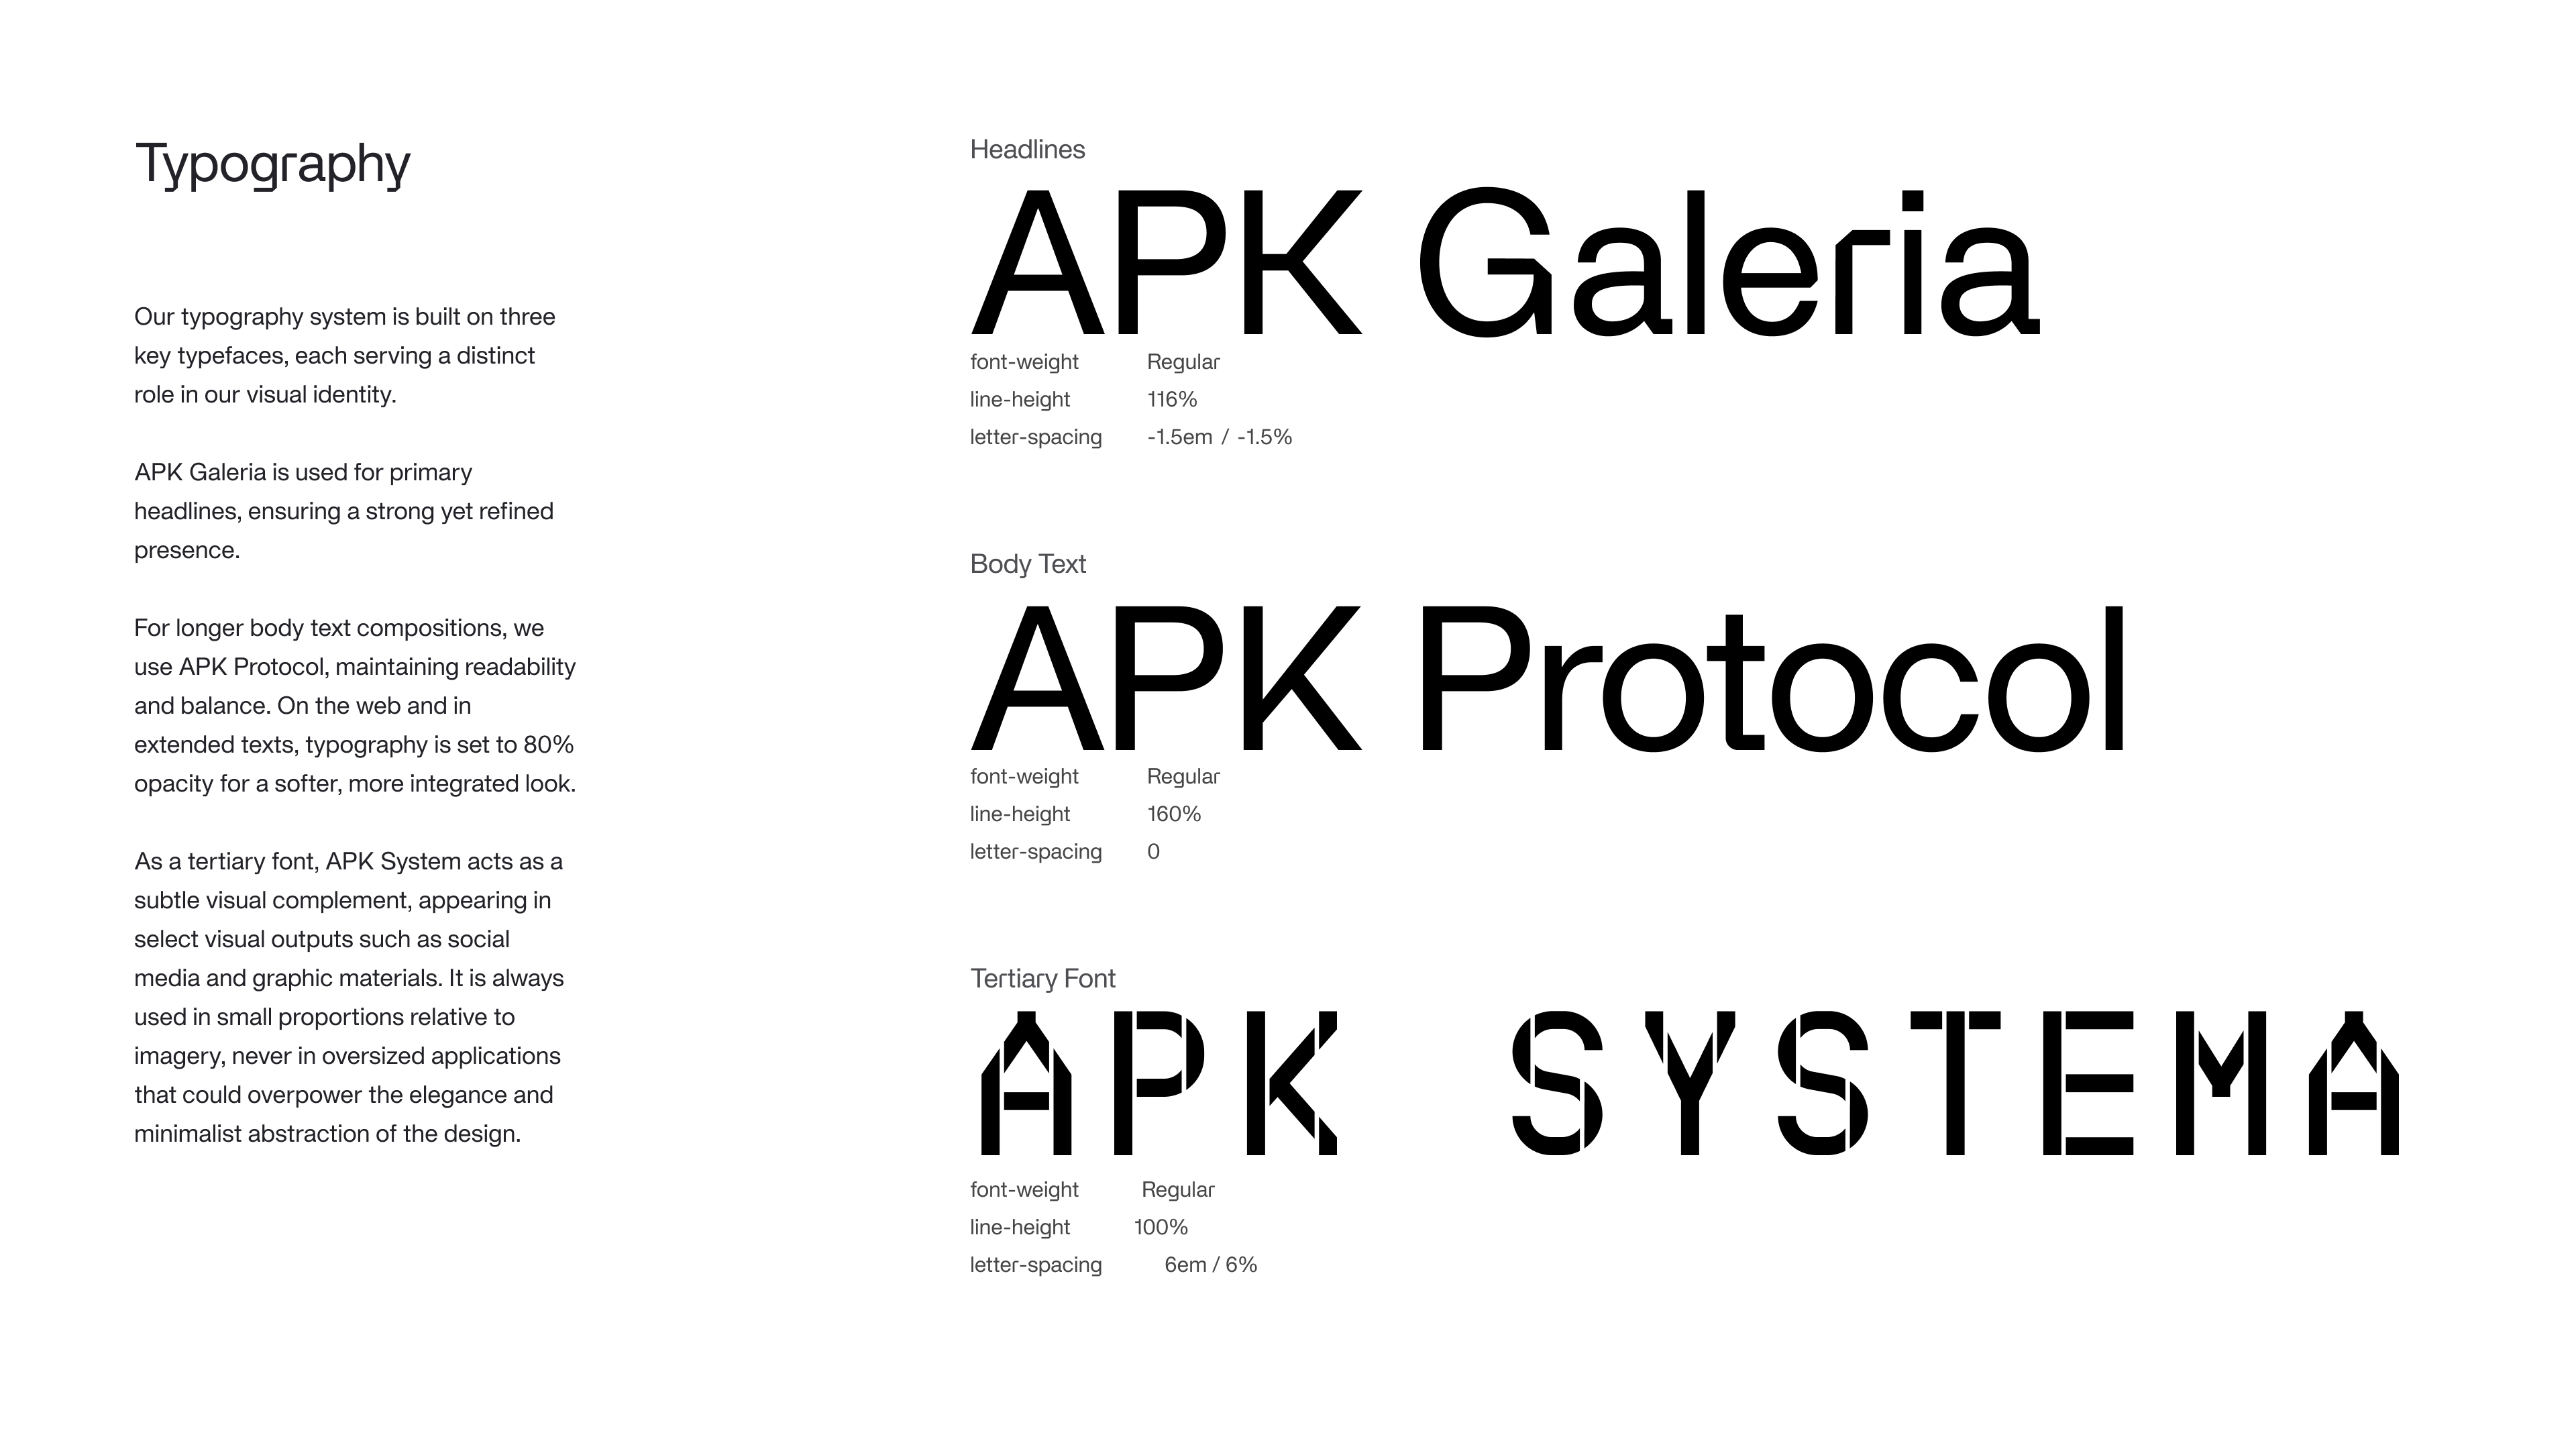 Typography
Our typography system is built on three
key typefaces, each serving a distinct
role in our visual identity.
APK Galeria is used for primary
headlines, ensuring a strong yet refined
presence.
For longer body text compositions, we
use APK Protocol, maintaining readability
and balance. On the web and in
extended texts, typography is set to 80%
opacity for a softer, more integrated look.
As a tertiary font, APK System acts as a
subtle visual complement, appearing in
select visual outputs such as social
media and graphic materials. It is always
used in small proportions relative to
imagery, never in oversized applications
that could overpower the elegance and
minimalist abstraction of the design.
Headlines
APK Galeria
font-weight Regular
line-height 116%
letter-spacing -1.5em / -1.5%
Body Text
APK Protocol
font-weight Regular
line-height 160%
letter-spacing 0
Tertiary Font
APK SYSTEMA
font-weight Regular
line-height 100%
letter-spacing 6em / 6%